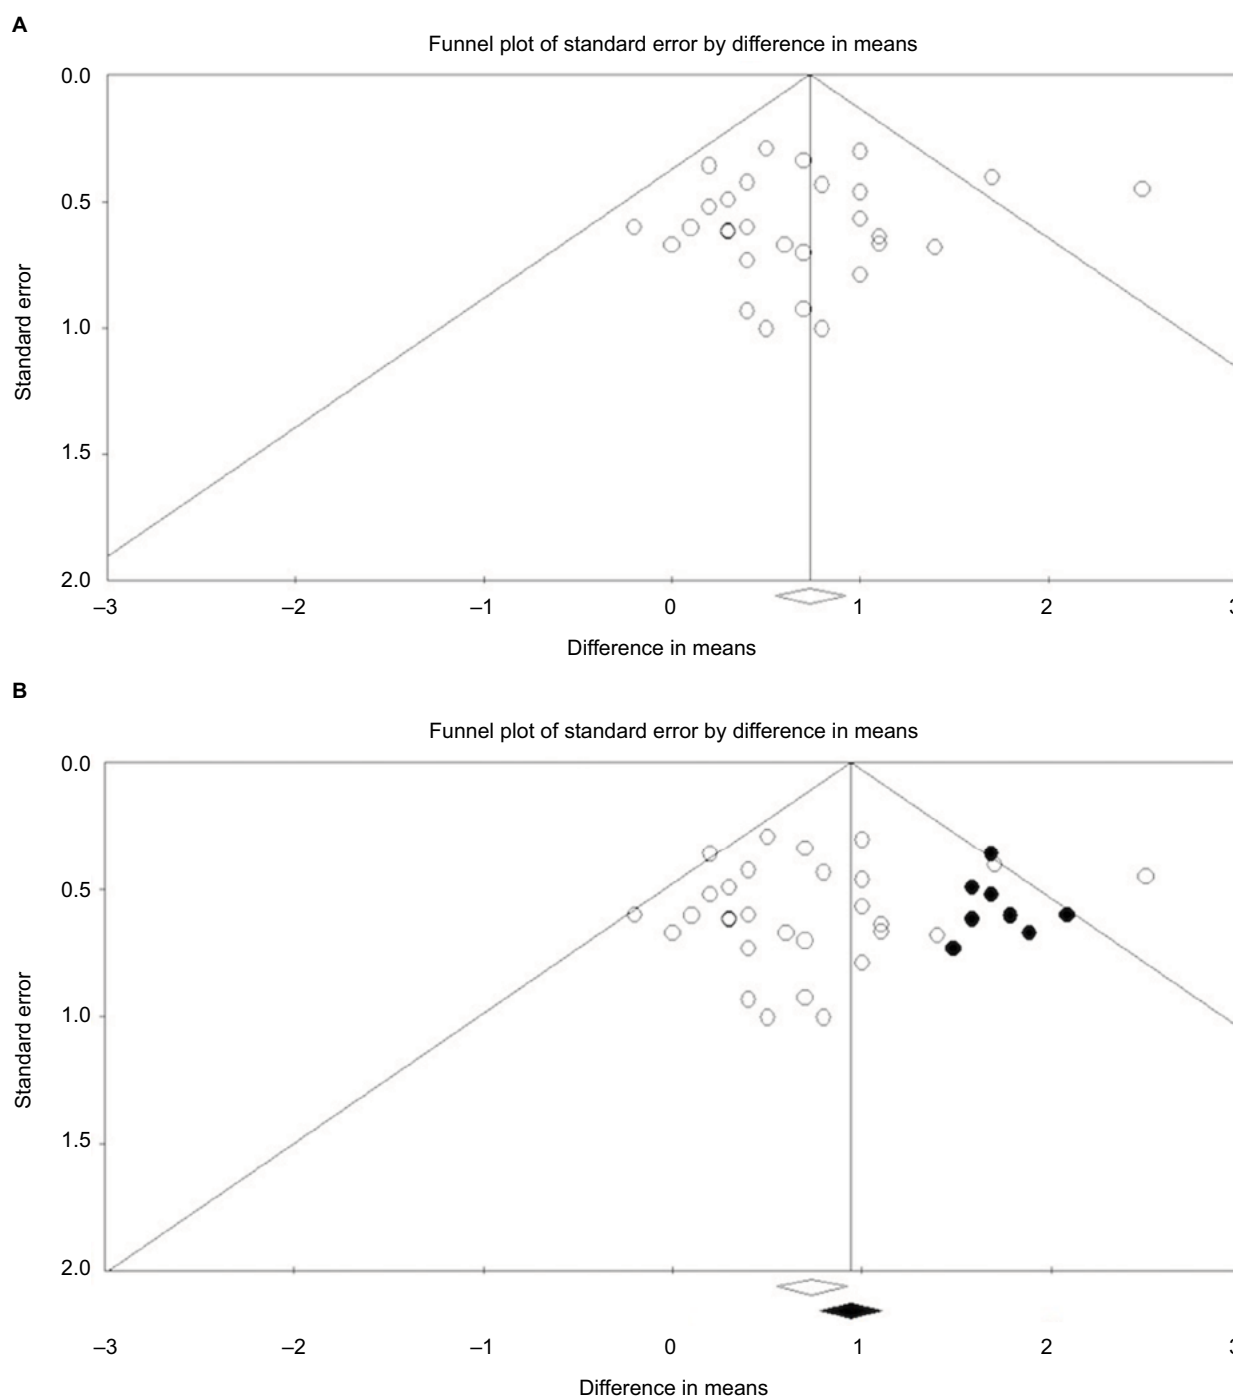 A
Funnel plot of standard error by difference in means
0.0
0.5
1.0
1.5
2.0
Standard error
–3 –2 –1 0 1 2 3
Difference in means
B
Funnel plot of standard error by difference in means
0.0
0.5
1.0
1.5
2.0
Standard error
–3 –2 –1 0 1 2 3
Difference in means